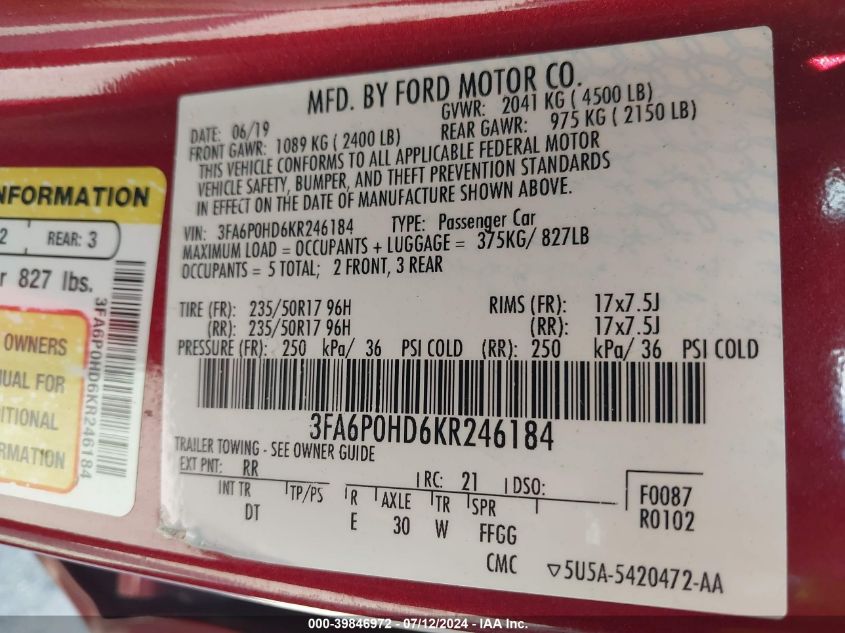 MFD. BY FORD MOTOR CO.
DATE: 06/19 GVWR: 2041 KG ( 4500 LB)
FRONT GAWR: 1089 KG ( 2400 LB) REAR GAWR: 975 KG ( 2150 LB)
THIS VEHICLE CONFORMS TO ALL APPLICABLE FEDERAL MOTOR
VEHICLE SAFETY, BUMPER, AND THEFT PREVENTION STANDARDS
IN EFFECT ON THE DATE OF MANUFACTURE SHOWN ABOVE.
VIN: 3FA6P0HD6KR246184 TYPE: Passenger Car
MAXIMUM LOAD = OCCUPANTS + LUGGAGE = 375KG/ 827LB
OCCUPANTS = 5 TOTAL; 2 FRONT, 3 REAR
TIRE (FR): 235/50R17 96H RIMS (FR): 17x7.5J
(RR): 235/50R17 96H (RR): 17x7.5J
PRESSURE (FR): 250 kPa/ 36 PSI COLD (RR): 250 kPa/ 36 PSI COLD
3FA6P0HD6KR246184
TRAILER TOWING - SEE OWNER GUIDE
EXT PNT: RR RC: 21 DSO:
INT TR TP/PS R AXLE TR SPR
DT E 30 W FFGG
F0087
R0102
CMC ▽5U5A-5420472-AA
INFORMATION
2 REAR: 3
r 827 lbs.
3FA6P0HD6KR246184
OWNERS
NUAL FOR
DITIONAL
RMATION
000-39846972 - 07/12/2024 - IAA Inc.